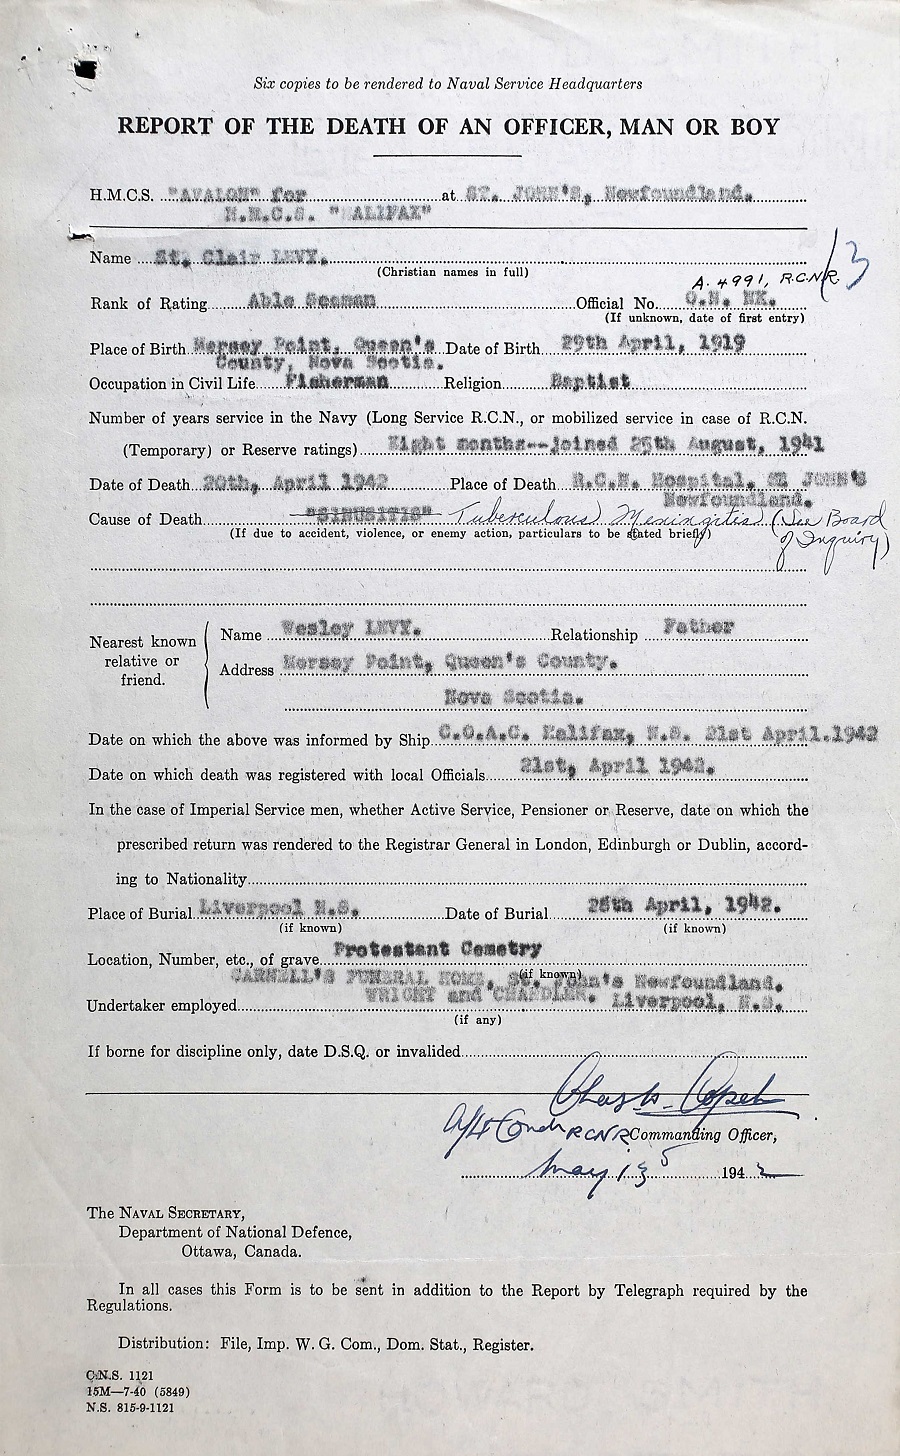 Six copies to be rendered to Naval Service Headquarters
REPORT OF THE DEATH OF AN OFFICER, MAN OR BOY
H.M.C.S. "AVALON" for at ST. JOHN'S, Newfoundland.
H.M.C.S. "HALIFAX"
Name St. Clair LEVY.
(Christian names in full)
13
A. 4991, R.C.N.R.
Rank of Rating Able Seaman Official No. O.N. NK.
(If unknown, date of first entry)
Place of Birth Mersey Point, Queen's Date of Birth 29th April, 1919
County, Nova Scotia.
Occupation in Civil Life Fisherman Religion Baptist
Number of years service in the Navy (Long Service R.C.N., or mobilized service in case of R.C.N.
(Temporary) or Reserve ratings) Eight months--joined 25th August, 1941
Date of Death 20th, April 1942 Place of Death R.C.N. Hospital, ST JOHN'S
Newfoundland.
Cause of Death "SINUSITIS" Tuberculous Meningitis (See Board
of Inquiry)
(If due to accident, violence, or enemy action, particulars to be stated briefly)
Nearest known relative or friend.
Name Wesley LEVY. Relationship Father
Address Mersey Point, Queen's County.
Nova Scotia.
Date on which the above was informed by Ship C.O.A.C. Halifax, N.S. 21st April.1942
Date on which death was registered with local Officials 21st, April 1942.
In the case of Imperial Service men, whether Active Service, Pensioner or Reserve, date on which the
prescribed return was rendered to the Registrar General in London, Edinburgh or Dublin, accord-
ing to Nationality
Place of Burial Liverpool N.S. Date of Burial 25th April, 1942.
(if known) (if known)
Location, Number, etc., of grave Protestant Cemetry
(if known)
CARNELL'S FUNERAL HOME, St. John's Newfoundland.
WRIGHT and CHANDLER. Liverpool, N.S.
Undertaker employed
(if any)
If borne for discipline only, date D.S.Q. or invalided
A/Lt Comdr RCNR Commanding Officer,
May 1942
The NAVAL SECRETARY,
Department of National Defence,
Ottawa, Canada.
In all cases this Form is to be sent in addition to the Report by Telegraph required by the
Regulations.
Distribution: File, Imp. W. G. Com., Dom. Stat., Register.
C.N.S. 1121
15M—7-40 (5849)
N.S. 815-9-1121